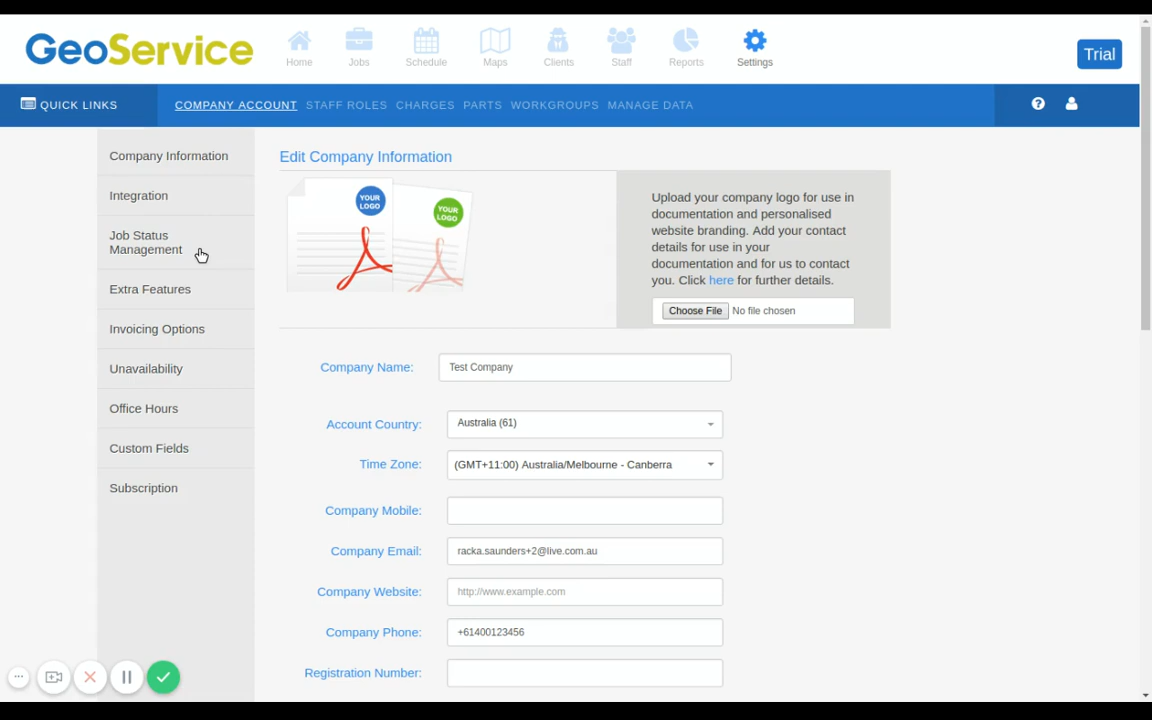 GeoService
Home
Jobs
Schedule
Maps
Clients
Staff
Reports
Settings
Trial
QUICK LINKS
COMPANY ACCOUNT
STAFF ROLES
CHARGES
PARTS
WORKGROUPS
MANAGE DATA
?
Company Information
Integration
Job Status
Management
Extra Features
Invoicing Options
Unavailability
Office Hours
Custom Fields
Subscription
Edit Company Information
YOUR
LOGO
YOUR
LOGO
Upload your company logo for use in
documentation and personalised
website branding. Add your contact
details for use in your
documentation and for us to contact
you. Click here for further details.
Choose File No file chosen
Company Name: Test Company
Account Country: Australia (61)
Time Zone: (GMT+11:00) Australia/Melbourne - Canberra
Company Mobile:
Company Email: racka.saunders+2@live.com.au
Company Website: http://www.example.com
Company Phone: +61400123456
Registration Number: